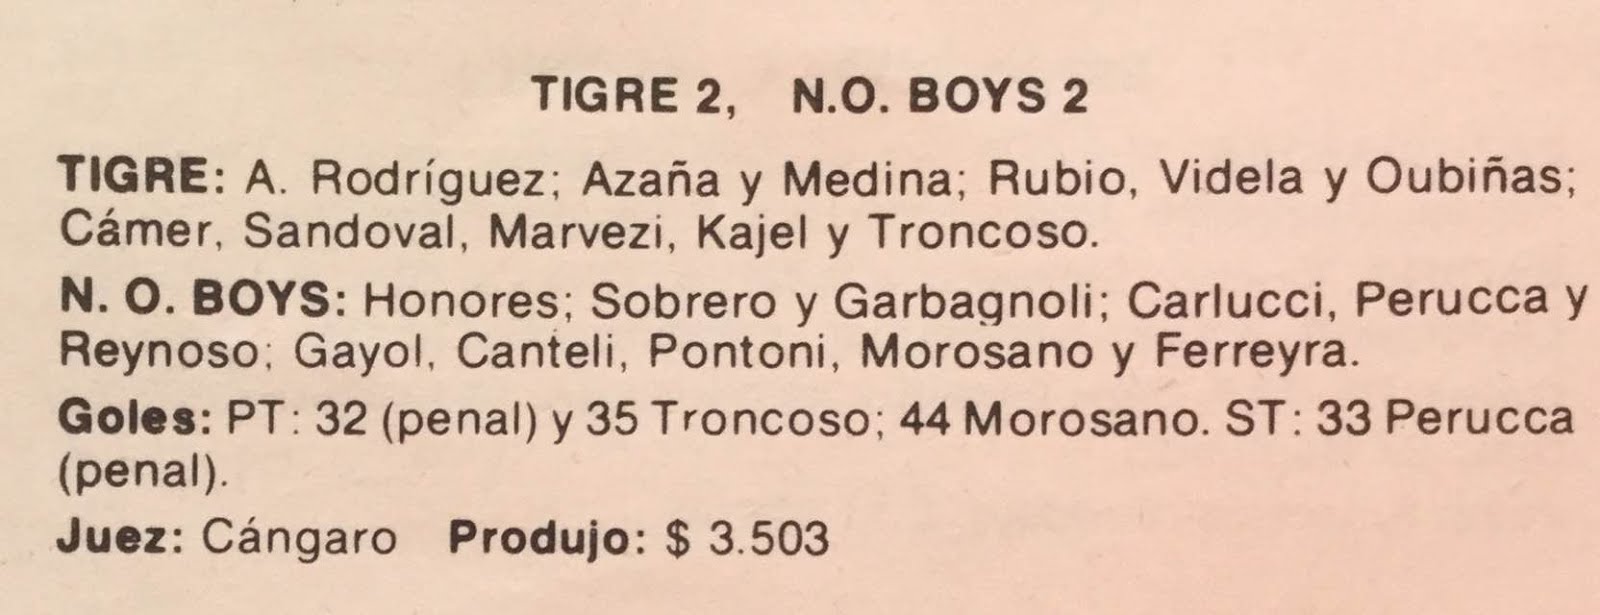 TIGRE 2, N.O. BOYS 2
TIGRE: A. Rodríguez; Azaña y Medina; Rubio, Videla y Oubiñas;
Cámer, Sandoval, Marvezi, Kajel y Troncoso.
N. O. BOYS: Honores; Sobrero y Garbagnoli; Carlucci, Perucca y
Reynoso; Gayol, Canteli, Pontoni, Morosano y Ferreyra.
Goles: PT: 32 (penal) y 35 Troncoso; 44 Morosano. ST: 33 Perucca
(penal).
Juez: Cángaro Produjo: $ 3.503